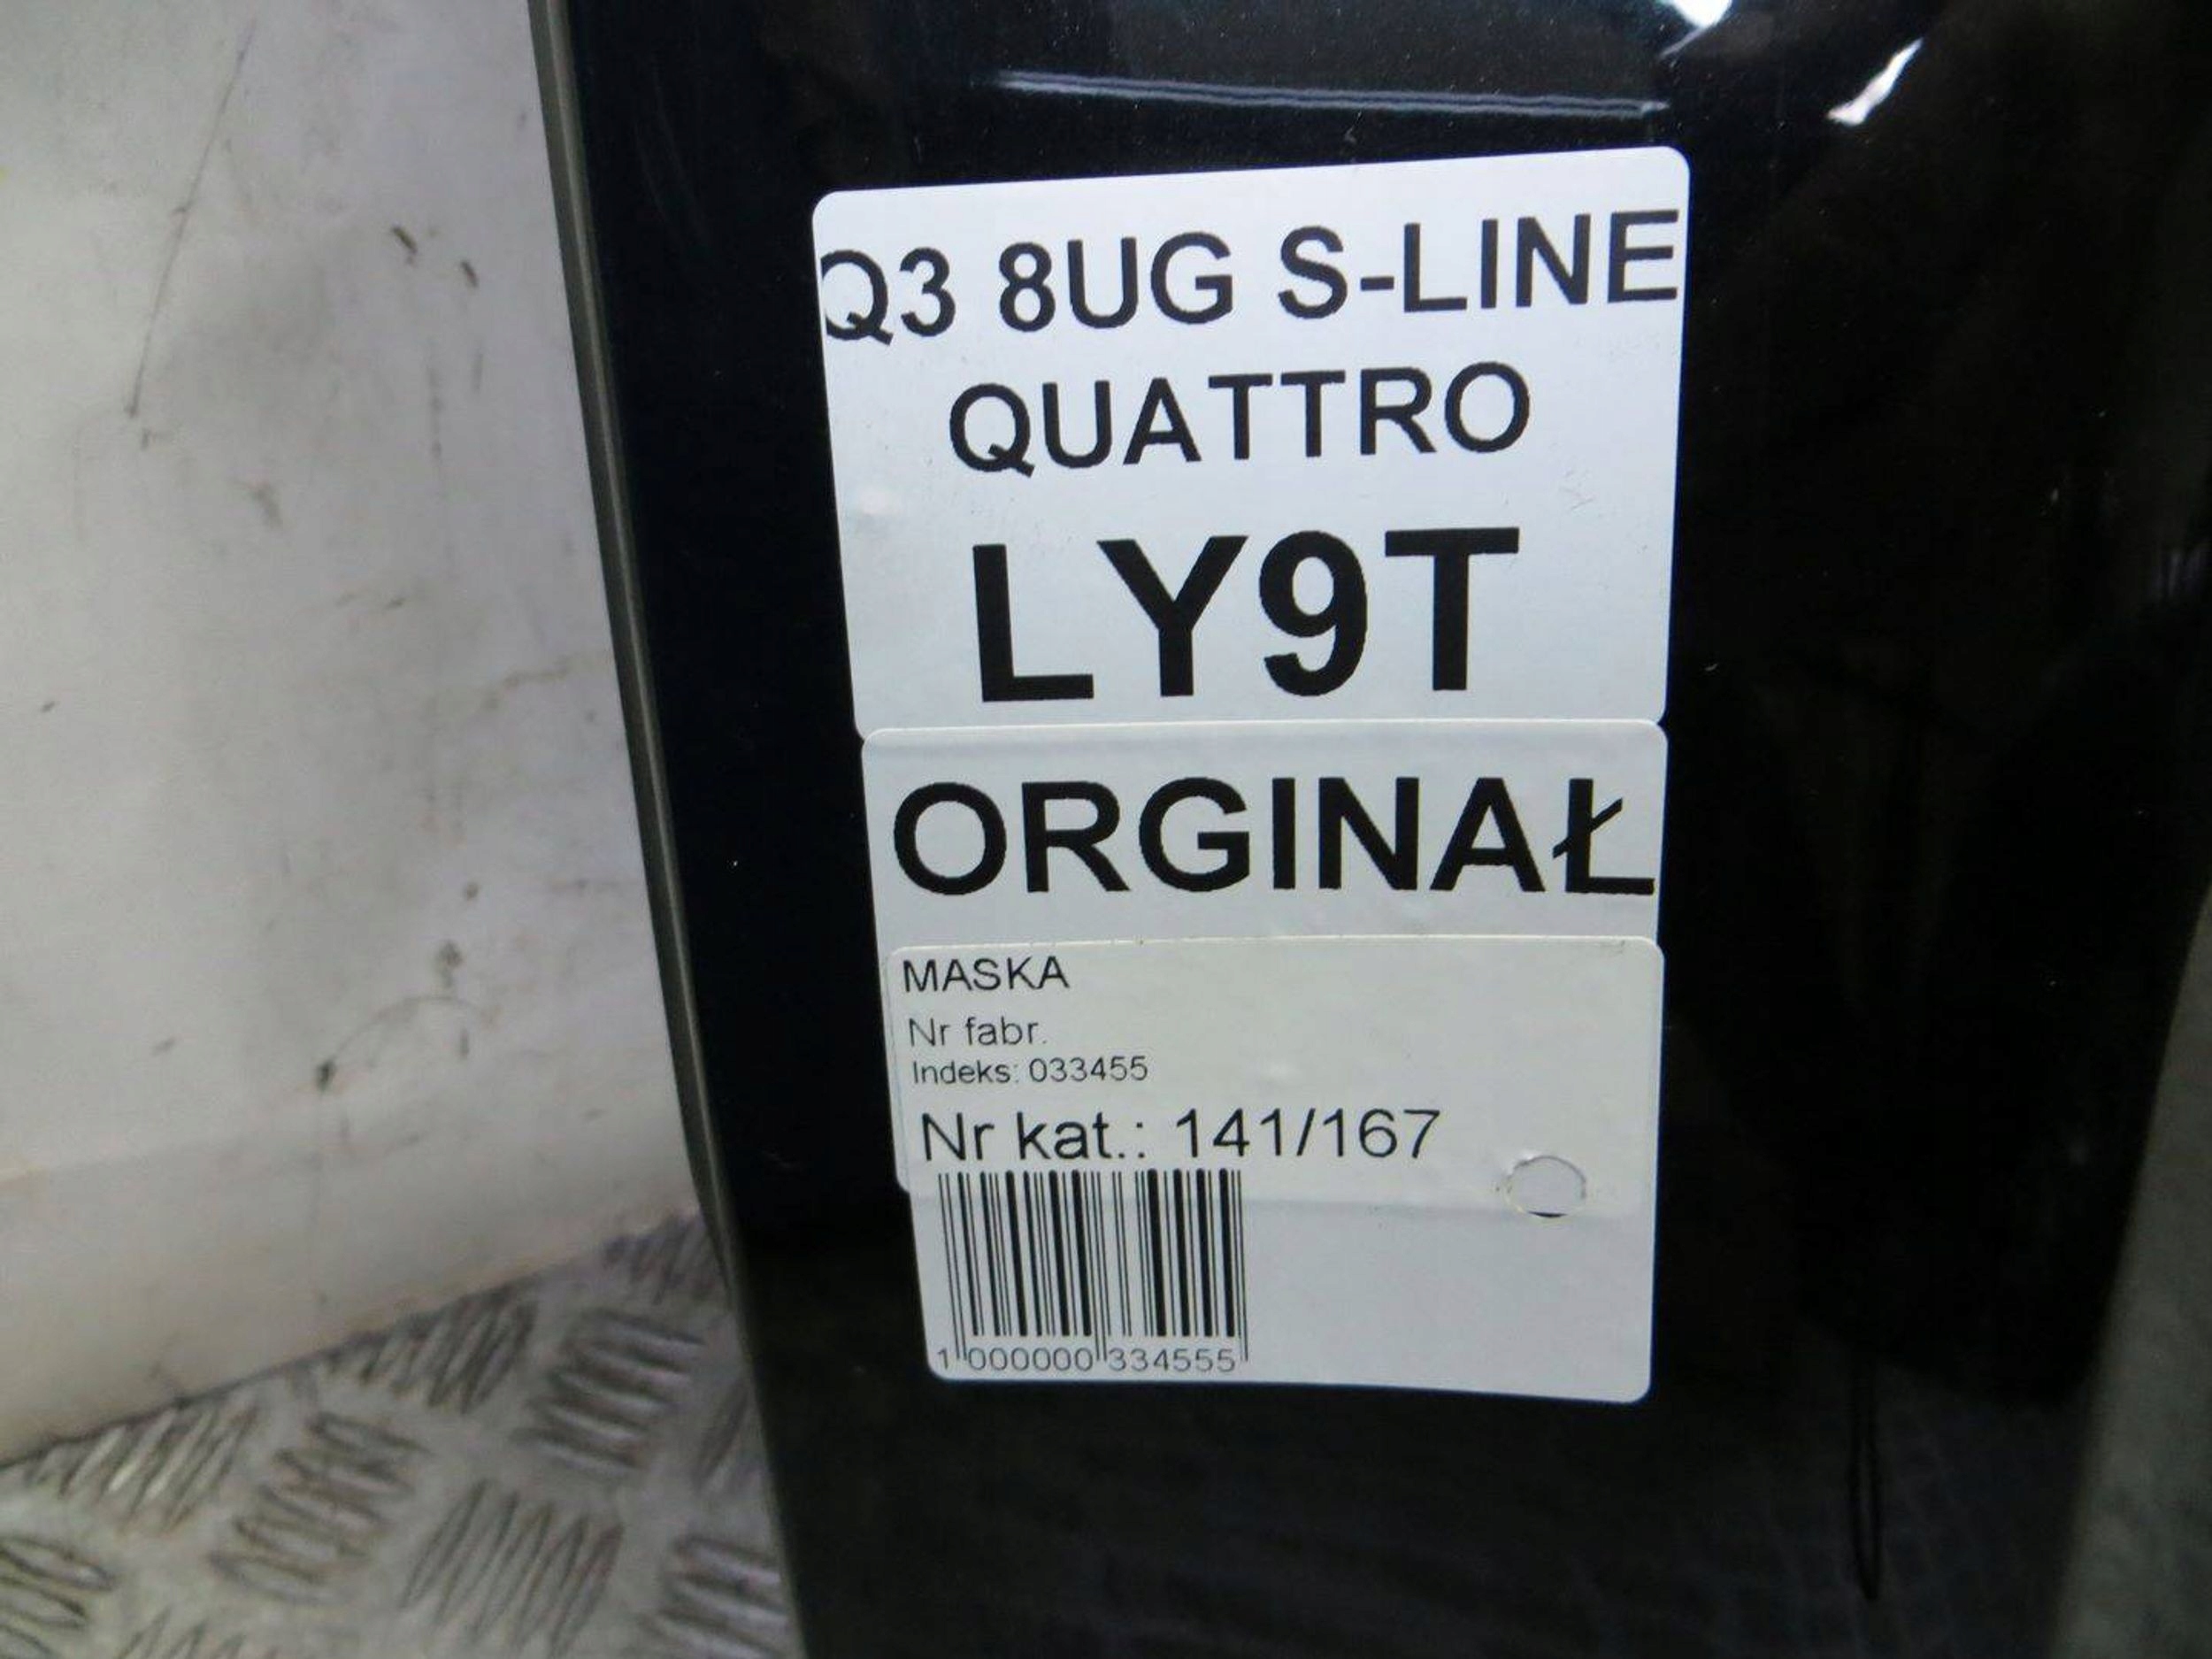 Q3 8UG S-LINE
QUATTRO
LY9T
ORGINAŁ
MASKA
Nr fabr.
Indeks: 033455
Nr kat.: 141/167
1 000000 334555